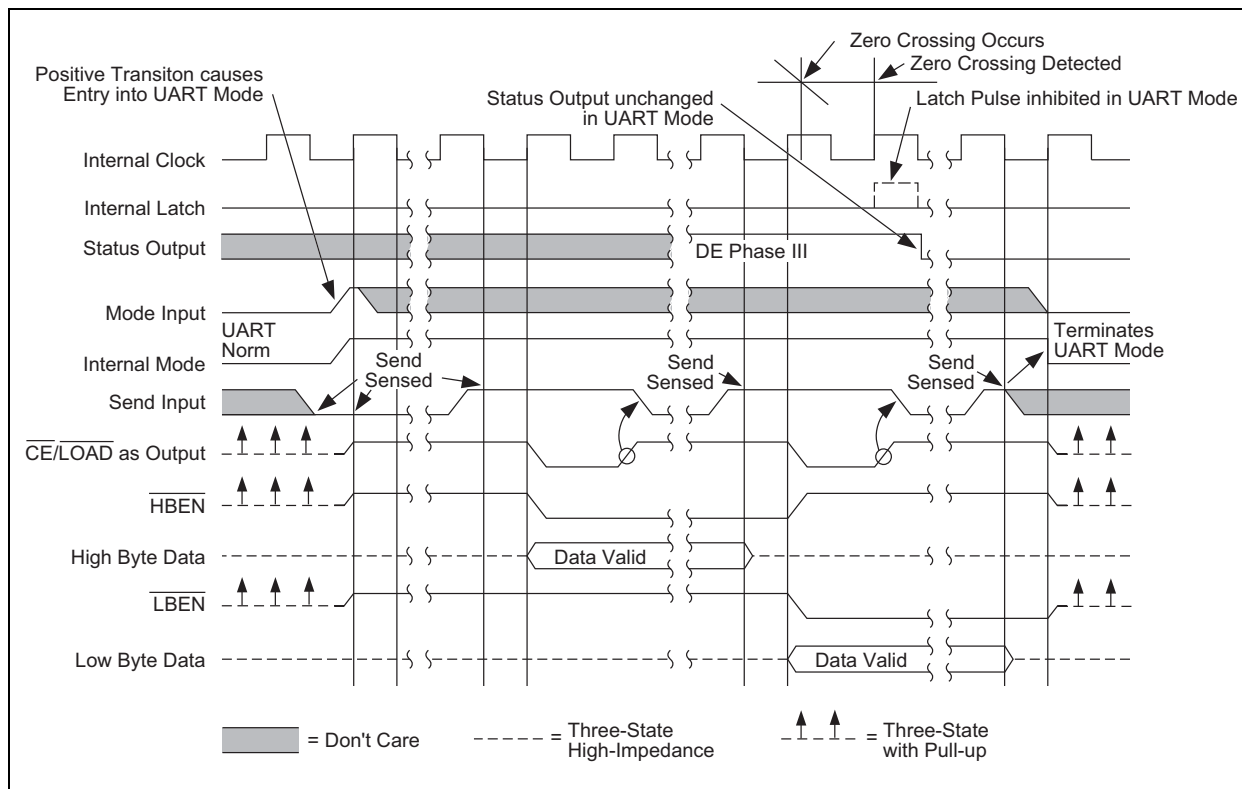 Zero Crossing Occurs
Zero Crossing Detected
Positive Transiton causes
Entry into UART Mode
Status Output unchanged
in UART Mode
Latch Pulse inhibited in UART Mode
Internal Clock
Internal Latch
Status Output
DE Phase III
Mode Input
UART
Norm
Terminates
UART Mode
Internal Mode
Send
Sensed
Send
Sensed
Send
Sensed
Send Input
CE/LOAD as Output
HBEN
High Byte Data
Data Valid
LBEN
Low Byte Data
Data Valid
= Don't Care
= Three-State
High-Impedance
= Three-State
with Pull-up